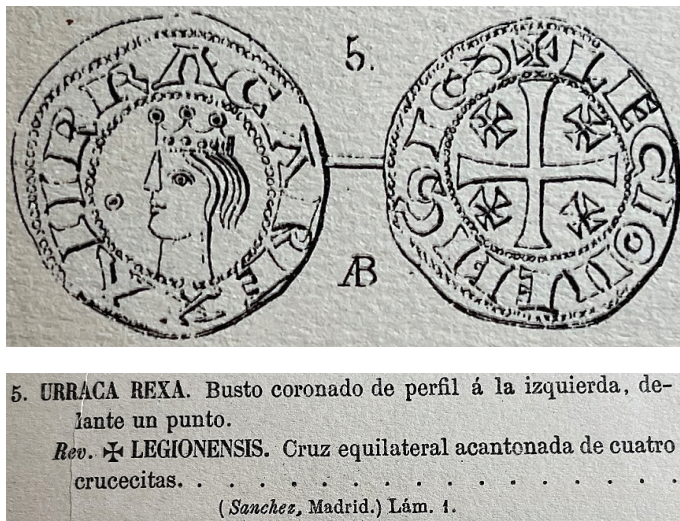 5.
5. URRACA REXA. Busto coronado de perfil á la izquierda, de-
lante un punto.
Rev. ✠ LEGIONENSIS. Cruz equilateral acantonada de cuatro
crucecitas. . . . . . . . . . . . . . . . . .
(Sanchez, Madrid.) Lám. 1.